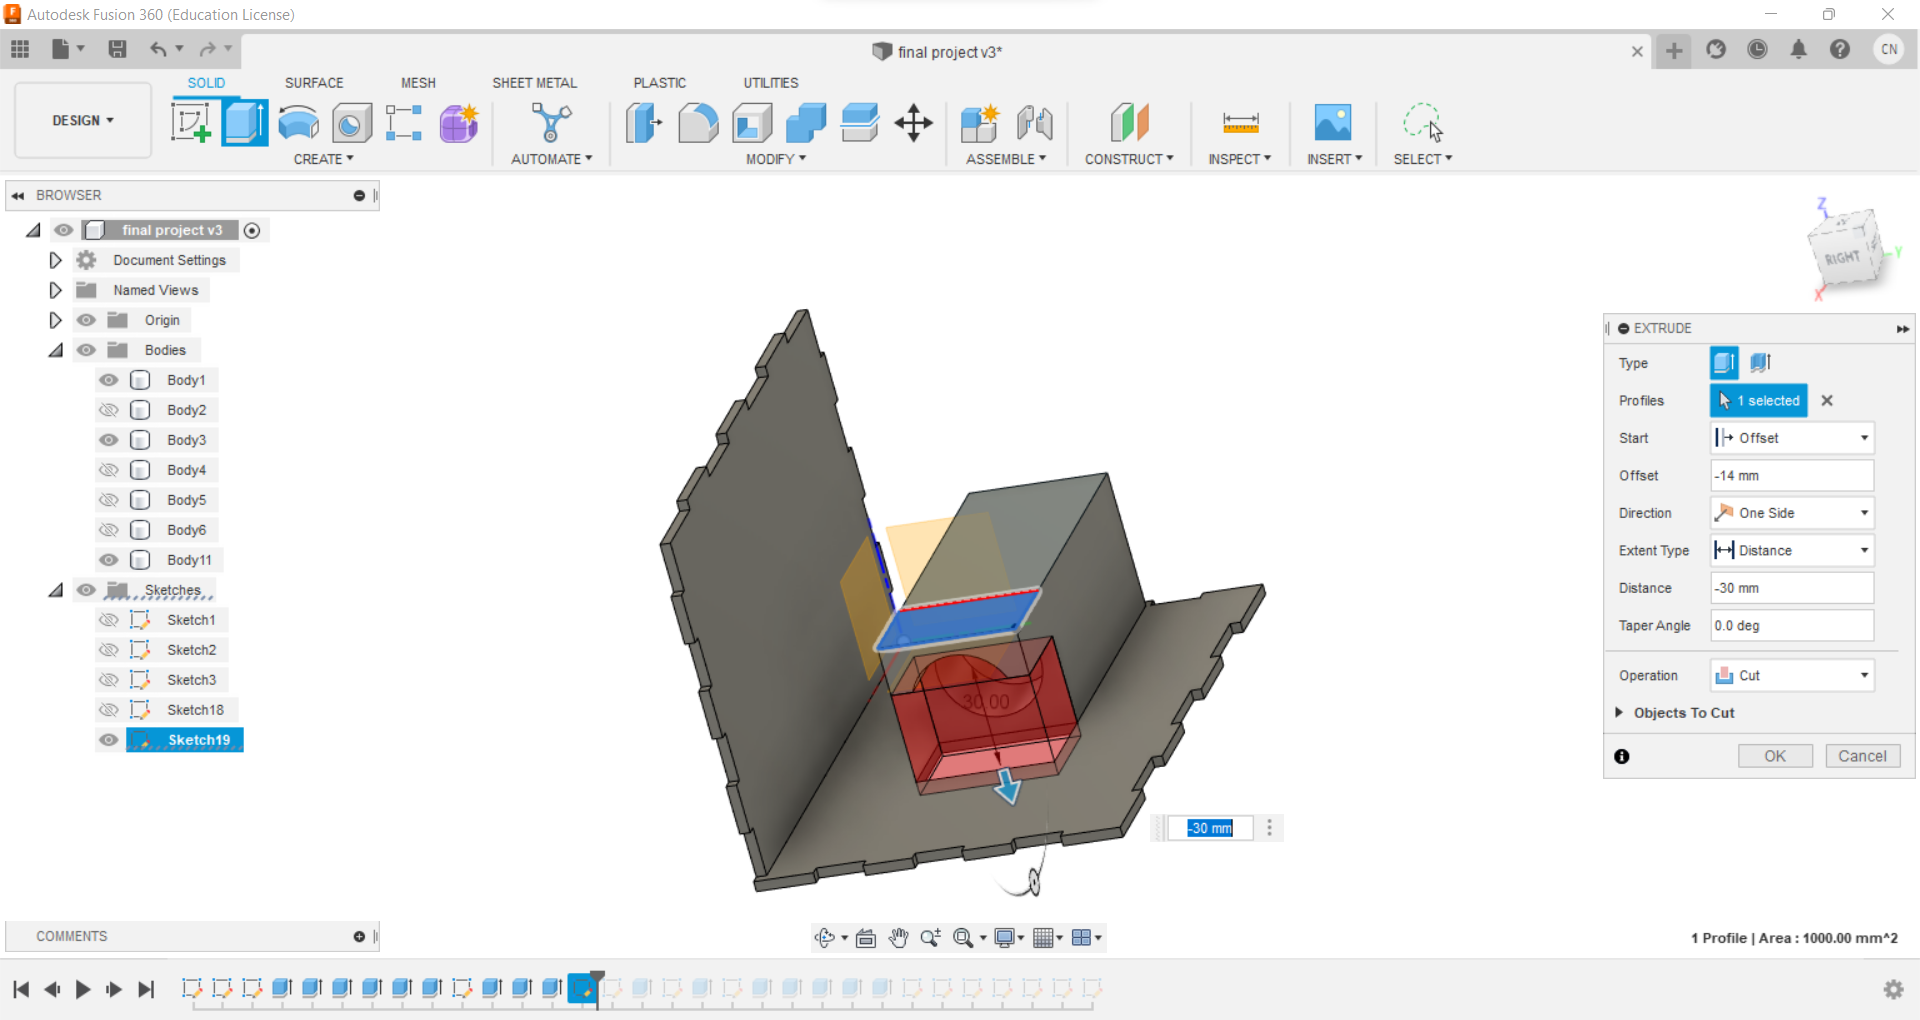 Autodesk Fusion 360 (Education License)
final project v3*
CN
SOLID SURFACE MESH SHEET METAL PLASTIC UTILITIES
DESIGN
CREATE AUTOMATE MODIFY ASSEMBLE CONSTRUCT INSPECT INSERT SELECT
BROWSER
final project v3
Document Settings
Named Views
Origin
Bodies
Body1
Body2
Body3
Body4
Body5
Body6
Body11
Sketches
Sketch1
Sketch2
Sketch3
Sketch18
Sketch19
Z
RIGHT
Y
X
30.00
-30 mm
EXTRUDE
Type
Profiles 1 selected
Start Offset
Offset -14 mm
Direction One Side
Extent Type Distance
Distance -30 mm
Taper Angle 0.0 deg
Operation Cut
Objects To Cut
OK Cancel
COMMENTS
1 Profile | Area : 1000.00 mm^2